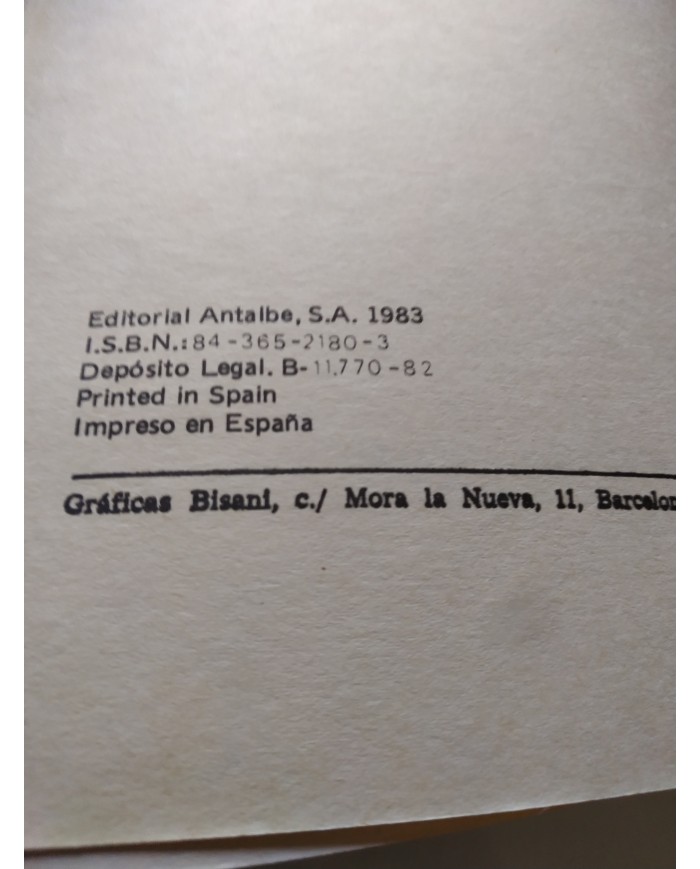 Editorial Antalbe, S.A. 1983
I.S.B.N.: 84-365-2180-3
Depósito Legal. B-11.770-82
Printed in Spain
Impreso en España
Gráficas Bisani, c./ Mora la Nueva, 11, Barcelon